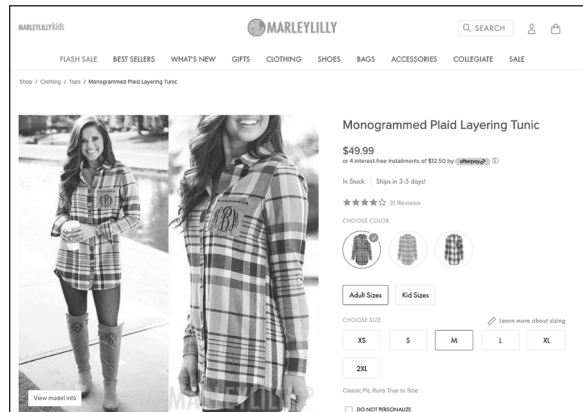 MARLEYLILLYkids
MARLEYLILLY
SEARCH
FLASH SALE BEST SELLERS WHAT'S NEW GIFTS CLOTHING SHOES BAGS ACCESSORIES COLLEGIATE SALE
Shop / Clothing / Tops / Monogrammed Plaid Layering Tunic
Monogrammed Plaid Layering Tunic
$49.99
or 4 interest-free installments of $12.50 by afterpay
In Stock Ships in 3-5 days!
31 Reviews
CHOOSE COLOR
Adult Sizes Kid Sizes
CHOOSE SIZE Learn more about sizing
XS S M L XL
2XL
Classic Fit, Runs True to Size
DO NOT PERSONALIZE.
View model info
MARLEYLILLY